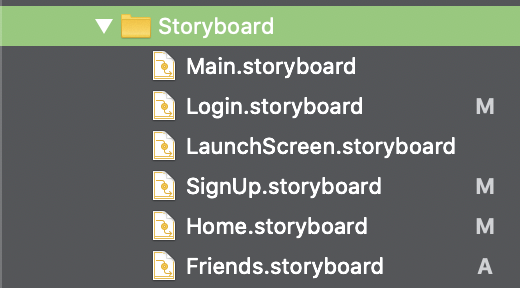 Storyboard
Main.storyboard
Login.storyboard M
LaunchScreen.storyboard
SignUp.storyboard M
Home.storyboard M
Friends.storyboard A